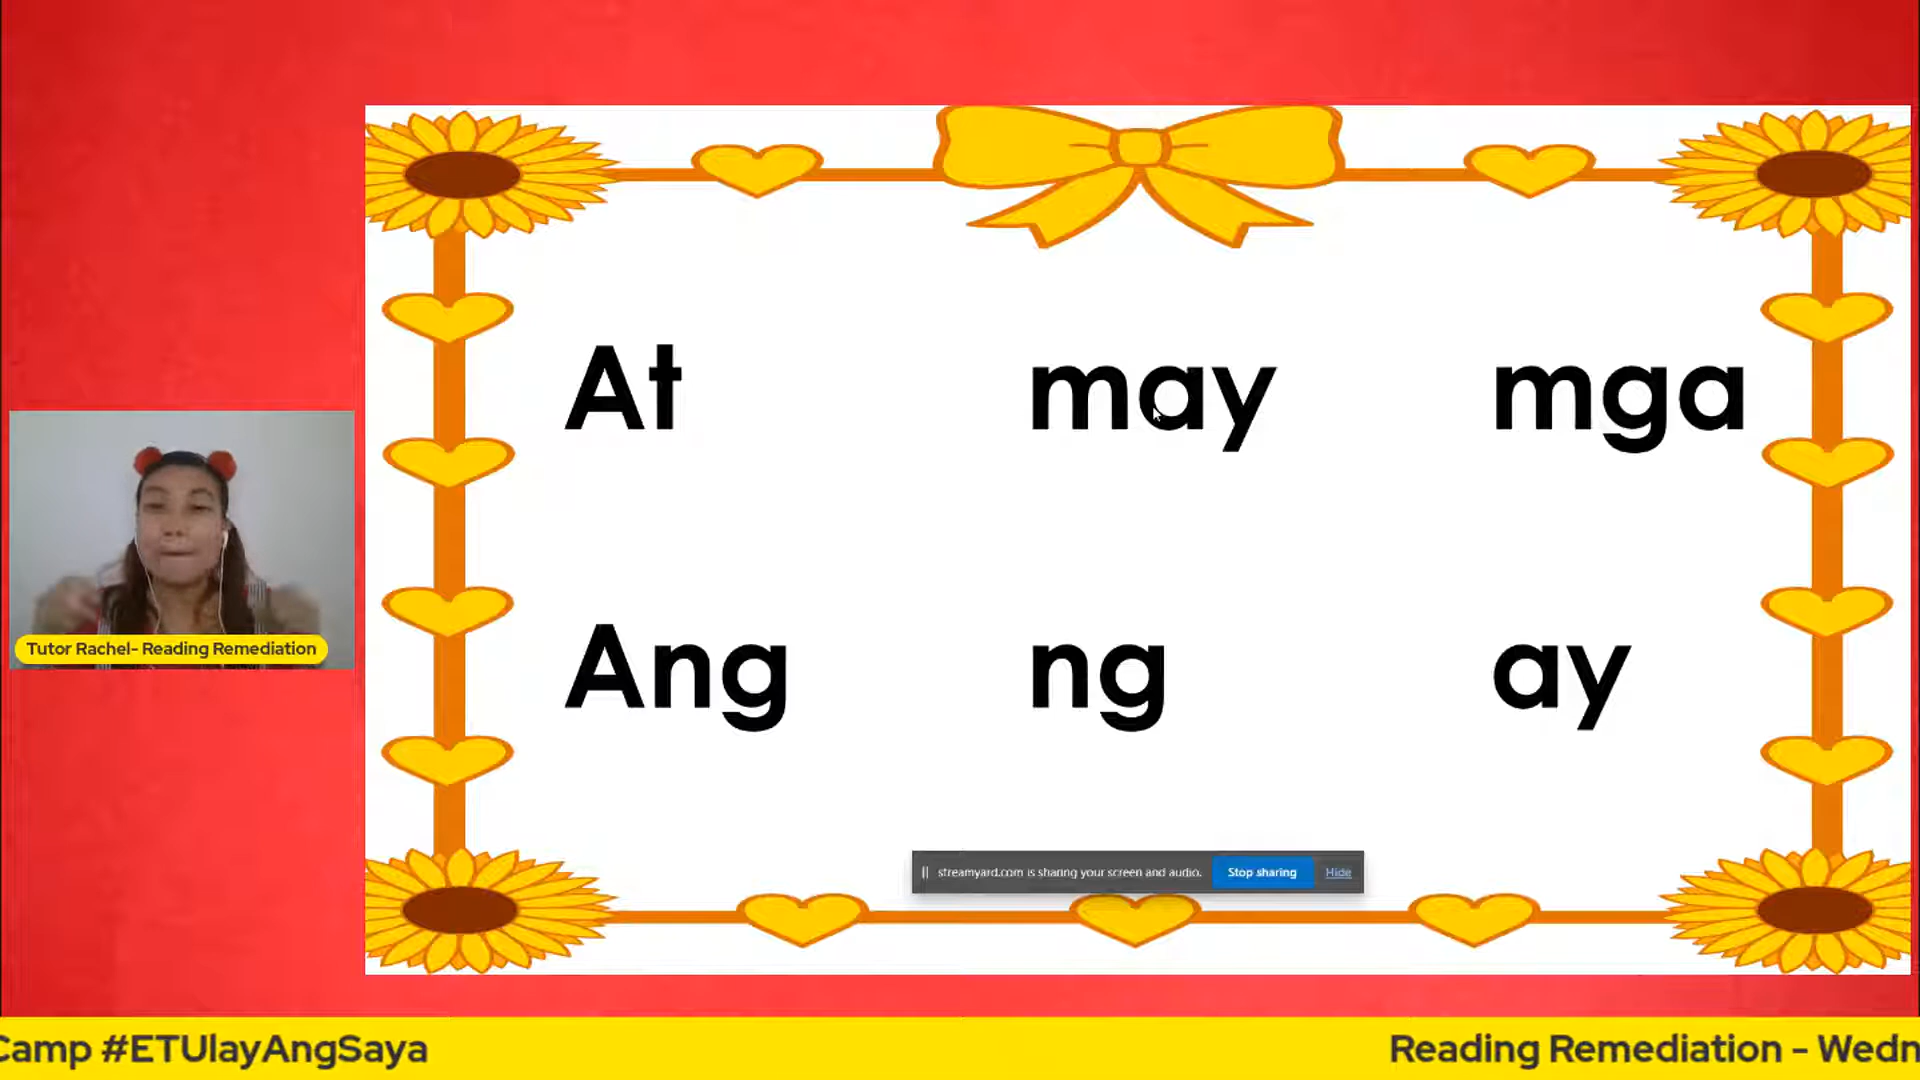 At may mga
Ang ng ay
Tutor Rachel- Reading Remediation
streamyard.com is sharing your screen and audio. Stop sharing Hide
Camp #ETUlayAngSaya Reading Remediation - Wedn